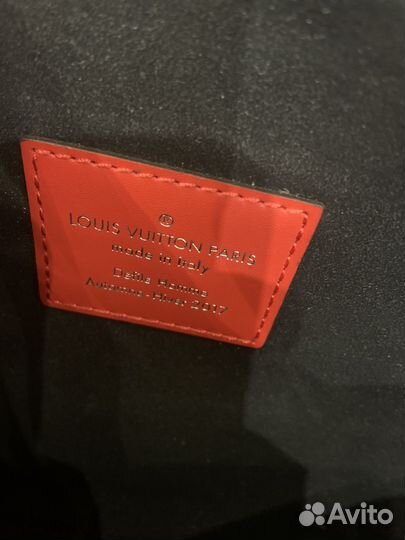 ®
LOUIS VUITTON PARIS
made in Italy
Défilé Homme
Automne-Hiver 2017
Avito